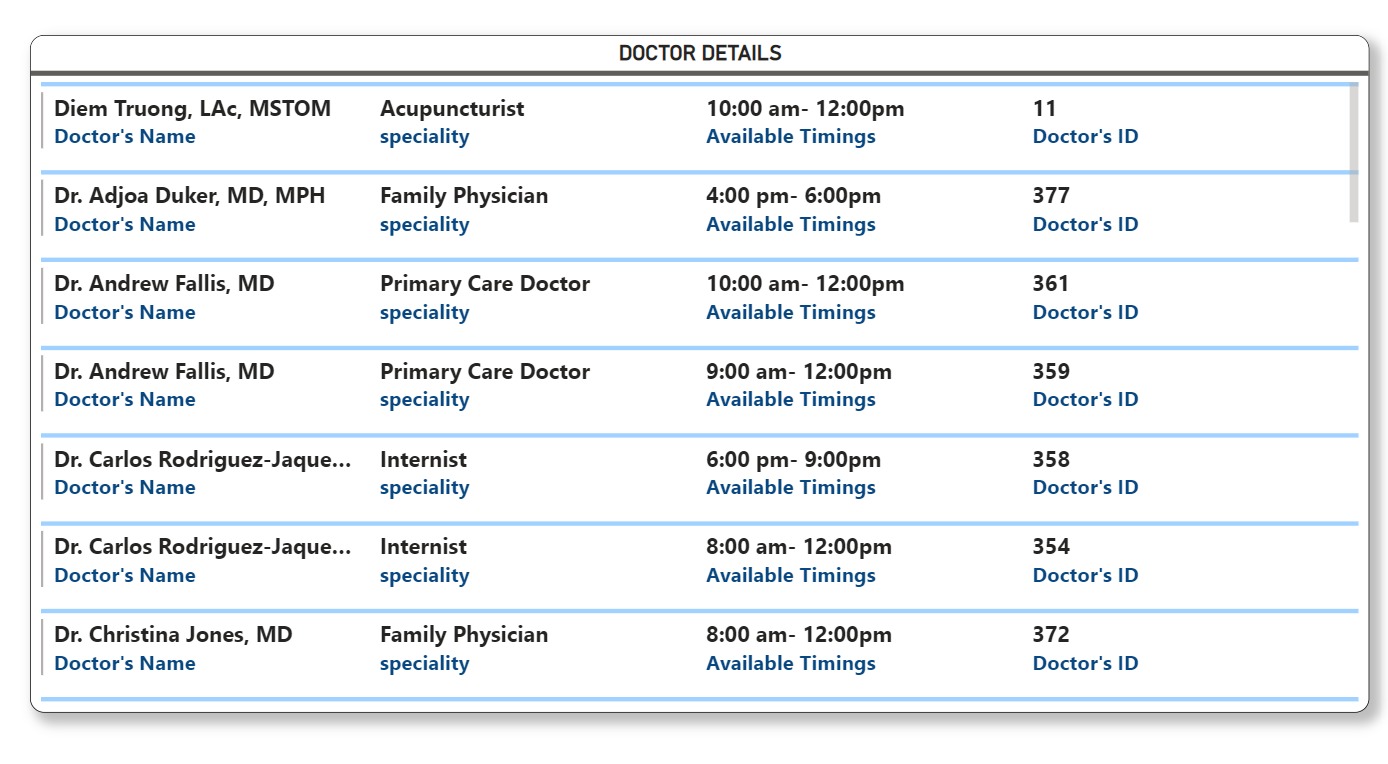 DOCTOR DETAILS
Diem Truong, LAc, MSTOM Acupuncturist 10:00 am- 12:00pm 11
Doctor's Name speciality Available Timings Doctor's ID
Dr. Adjoa Duker, MD, MPH Family Physician 4:00 pm- 6:00pm 377
Doctor's Name speciality Available Timings Doctor's ID
Dr. Andrew Fallis, MD Primary Care Doctor 10:00 am- 12:00pm 361
Doctor's Name speciality Available Timings Doctor's ID
Dr. Andrew Fallis, MD Primary Care Doctor 9:00 am- 12:00pm 359
Doctor's Name speciality Available Timings Doctor's ID
Dr. Carlos Rodriguez-Jaque... Internist 6:00 pm- 9:00pm 358
Doctor's Name speciality Available Timings Doctor's ID
Dr. Carlos Rodriguez-Jaque... Internist 8:00 am- 12:00pm 354
Doctor's Name speciality Available Timings Doctor's ID
Dr. Christina Jones, MD Family Physician 8:00 am- 12:00pm 372
Doctor's Name speciality Available Timings Doctor's ID